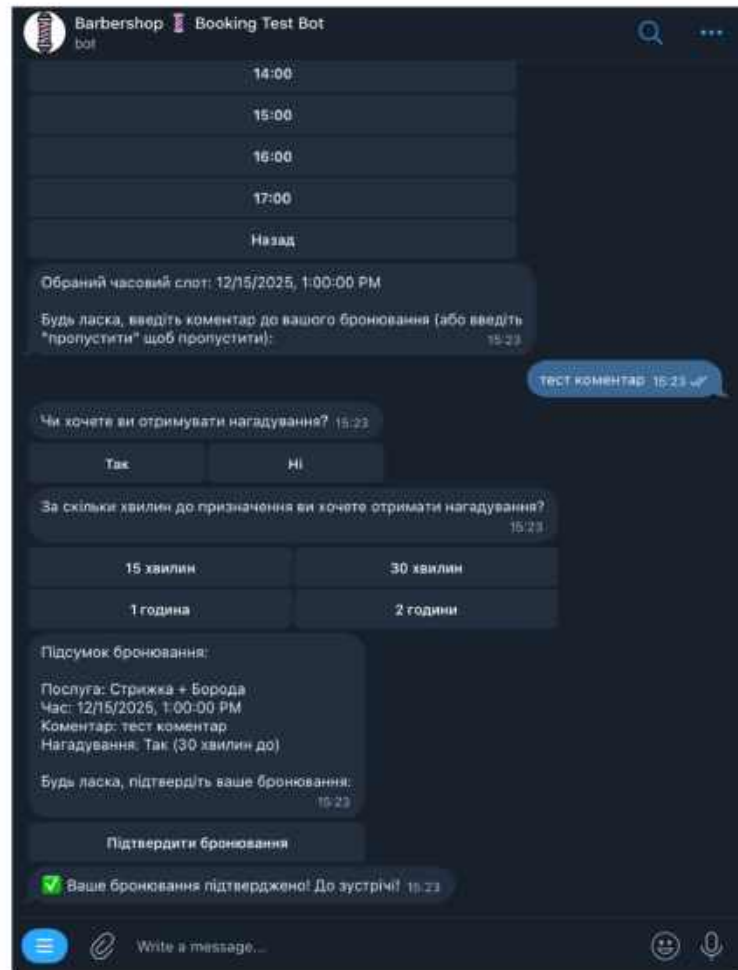 Barbershop 💈 Booking Test Bot
bot
14:00
15:00
16:00
17:00
Назад
Обраний часовий слот: 12/15/2025, 1:00:00 PM
Будь ласка, введіть коментар до вашого бронювання (або введіть
"пропустити" щоб пропустити):
15:23
тест коментар 15:23
Чи хочете ви отримувати нагадування? 15:23
Так Ні
За скільки хвилин до призначення ви хочете отримати нагадування?
15:23
15 хвилин 30 хвилин
1 година 2 години
Підсумок бронювання:
Послуга: Стрижка + Борода
Час: 12/15/2025, 1:00:00 PM
Коментар: тест коментар
Нагадування: Так (30 хвилин до)
Будь ласка, підтвердіть ваше бронювання:
15:23
Підтвердити бронювання
✅ Ваше бронювання підтверджено! До зустрічі! 15:23
Write a message...